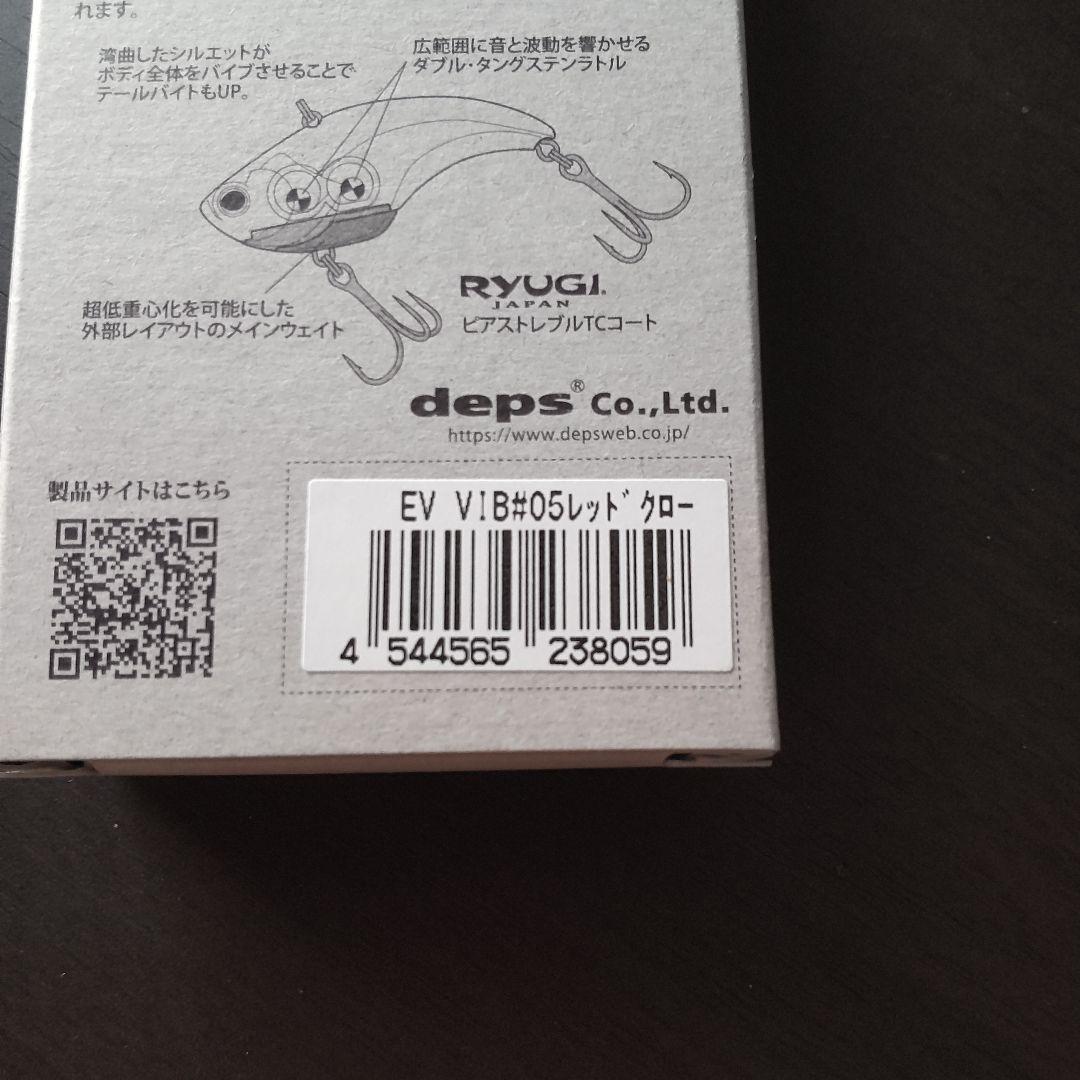 れます。
湾曲したシルエットが
ボディ全体をバイブさせることで
テールバイトもUP。
広範囲に音と波動を響かせる
ダブル・タングステンラトル
超低重心化を可能にした
外部レイアウトのメインウェイト
RYUGI®
JAPAN
ピアストレブルTCコート
deps® Co.,Ltd.
https://www.depsweb.co.jp/
製品サイトはこちら
EV VIB#05レッド クロー
4 544565 238059